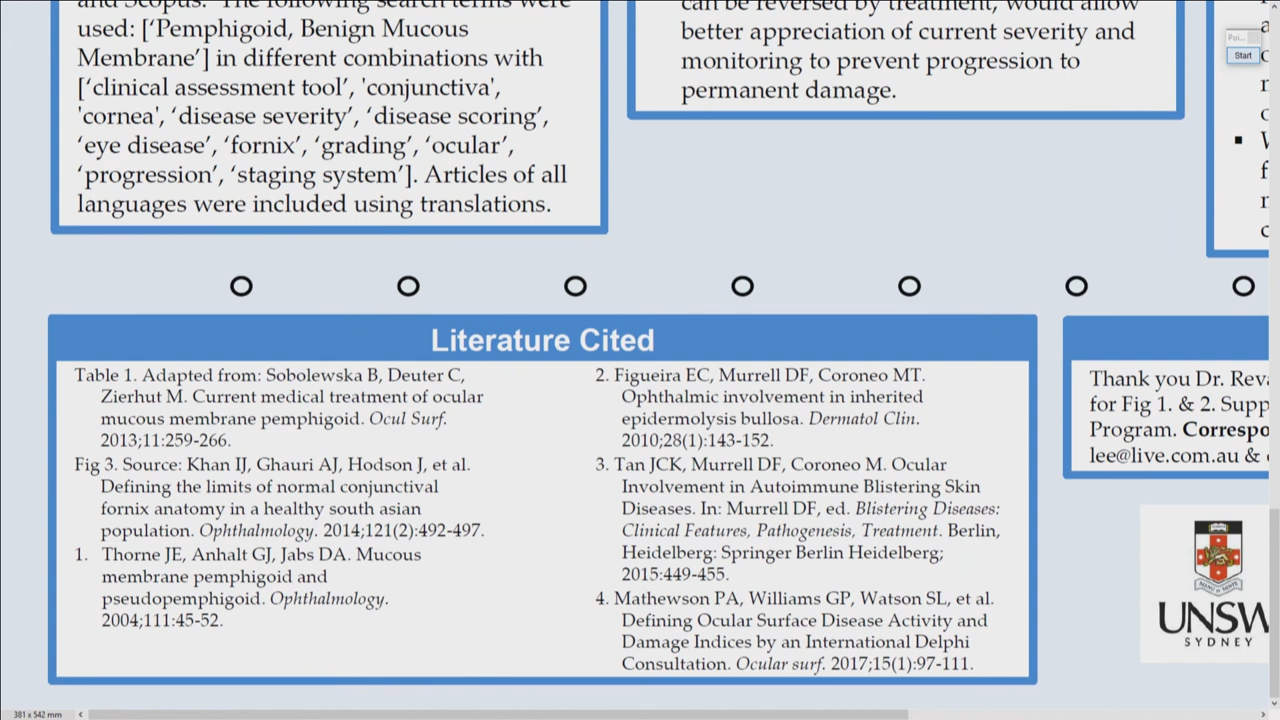 and Scopus. The following search terms were
used: [‘Pemphigoid, Benign Mucous
Membrane’] in different combinations with
[‘clinical assessment tool’, 'conjunctiva',
'cornea', ‘disease severity’, ‘disease scoring’,
‘eye disease’, ‘fornix’, ‘grading’, ‘ocular’,
‘progression’, ‘staging system’]. Articles of all
languages were included using translations.
can be reversed by treatment, would allow
better appreciation of current severity and
monitoring to prevent progression to
permanent damage.
Poi...
Start
Literature Cited
Table 1. Adapted from: Sobolewska B, Deuter C,
Zierhut M. Current medical treatment of ocular
mucous membrane pemphigoid. Ocul Surf.
2013;11:259-266.
Fig 3. Source: Khan IJ, Ghauri AJ, Hodson J, et al.
Defining the limits of normal conjunctival
fornix anatomy in a healthy south asian
population. Ophthalmology. 2014;121(2):492-497.
1. Thorne JE, Anhalt GJ, Jabs DA. Mucous
membrane pemphigoid and
pseudopemphigoid. Ophthalmology.
2004;111:45-52.
2. Figueira EC, Murrell DF, Coroneo MT.
Ophthalmic involvement in inherited
epidermolysis bullosa. Dermatol Clin.
2010;28(1):143-152.
3. Tan JCK, Murrell DF, Coroneo M. Ocular
Involvement in Autoimmune Blistering Skin
Diseases. In: Murrell DF, ed. Blistering Diseases:
Clinical Features, Pathogenesis, Treatment. Berlin,
Heidelberg: Springer Berlin Heidelberg;
2015:449-455.
4. Mathewson PA, Williams GP, Watson SL, et al.
Defining Ocular Surface Disease Activity and
Damage Indices by an International Delphi
Consultation. Ocular surf. 2017;15(1):97-111.
Thank you Dr. Reva
for Fig 1. & 2. Supp
Program. Correspo
lee@live.com.au &
UNSW
SYDNEY
381 x 542 mm